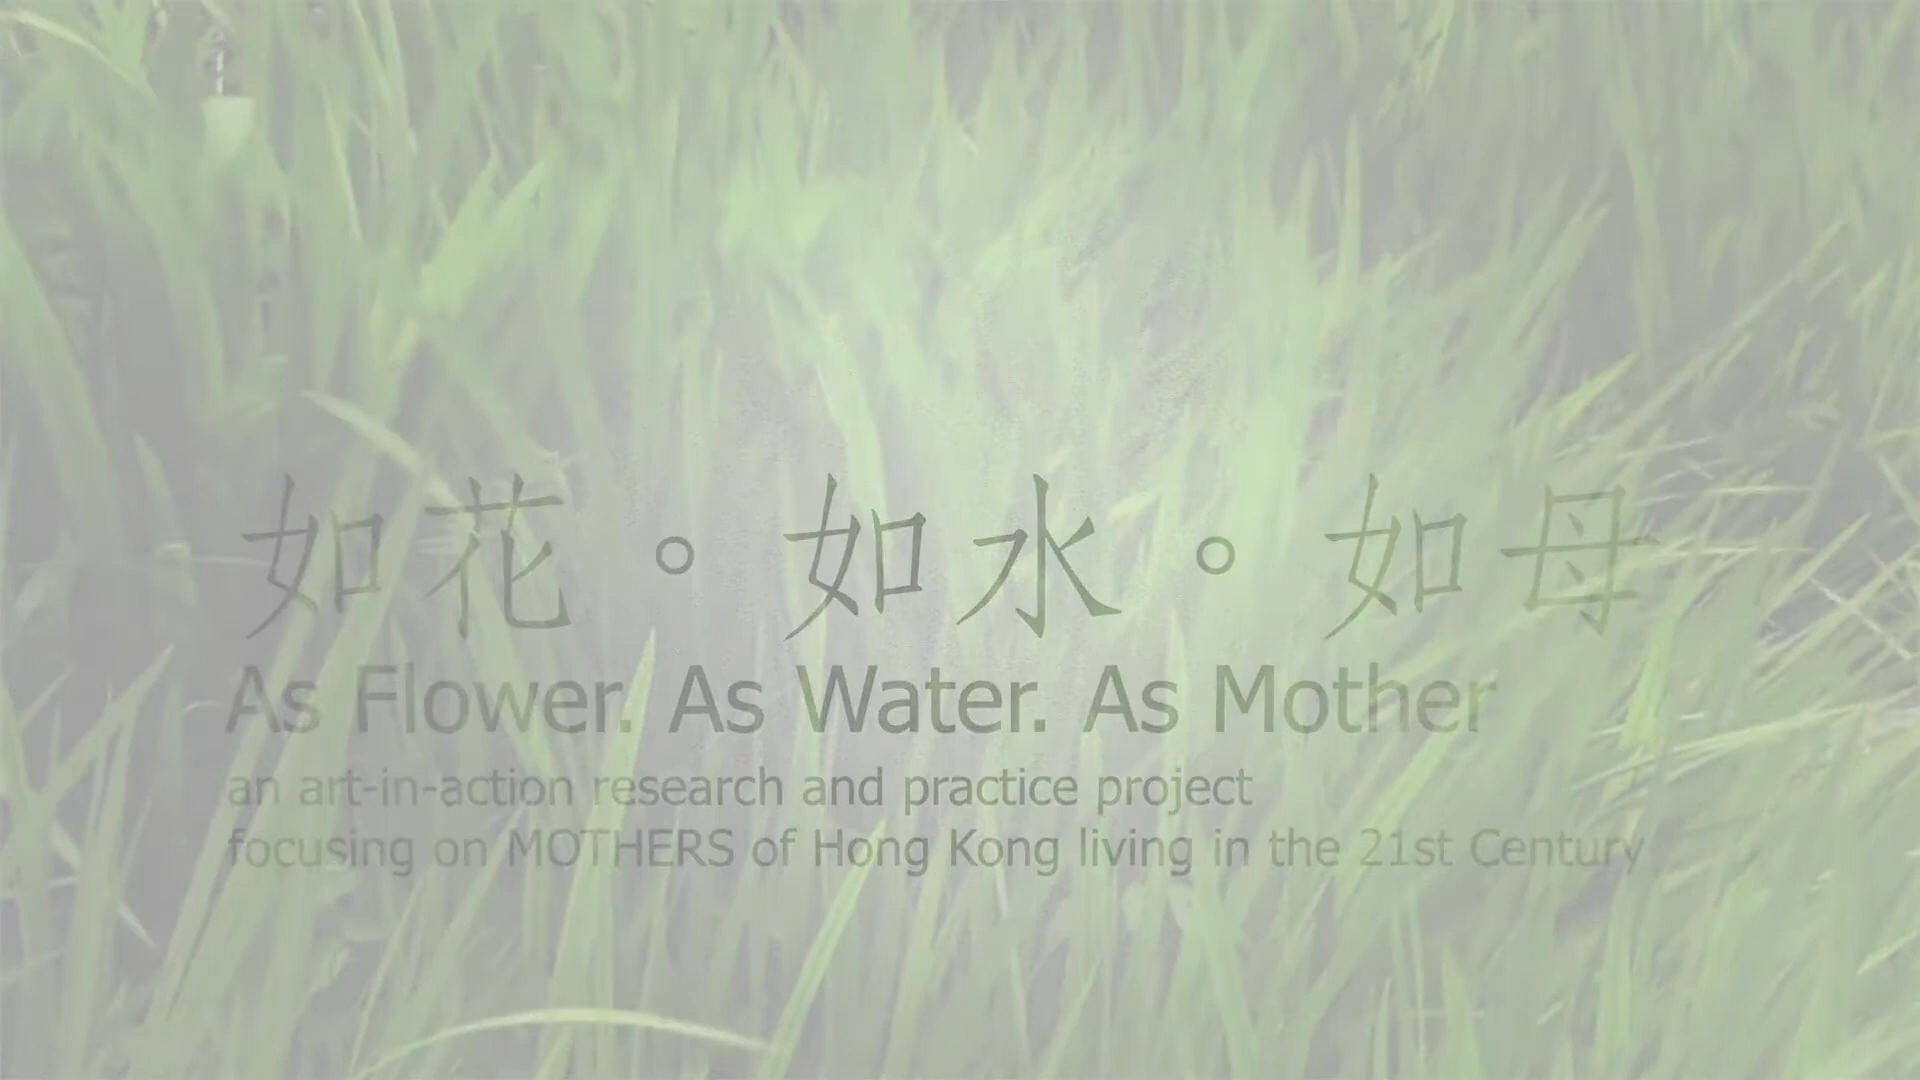 如花。如水。如母
As Flower. As Water. As Mother
an art-in-action research and practice project
focusing on MOTHERS of Hong Kong living in the 21st Century